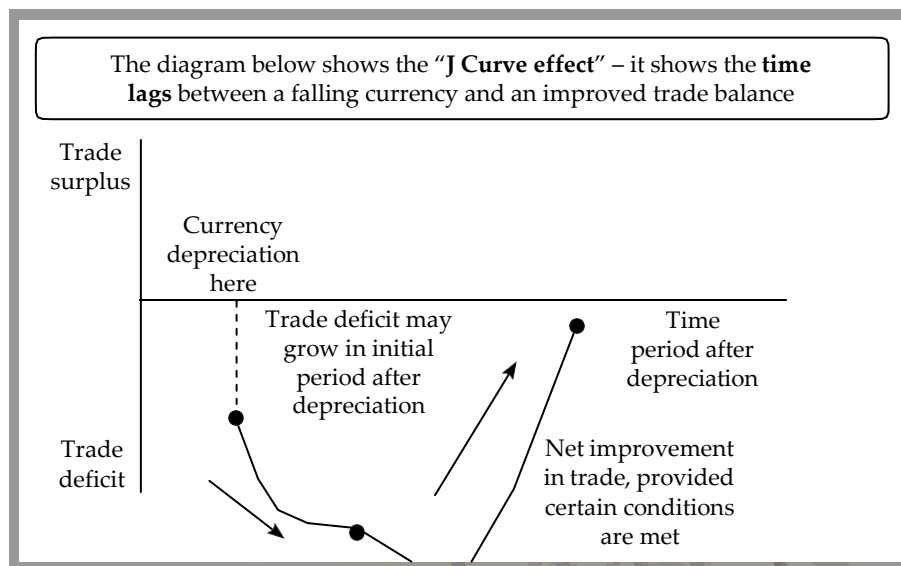 The diagram below shows the “J Curve effect” – it shows the time
lags between a falling currency and an improved trade balance
Trade
surplus
Currency
depreciation
here
Trade deficit may
grow in initial
period after
depreciation
Time
period after
depreciation
Trade
deficit
Net improvement
in trade, provided
certain conditions
are met